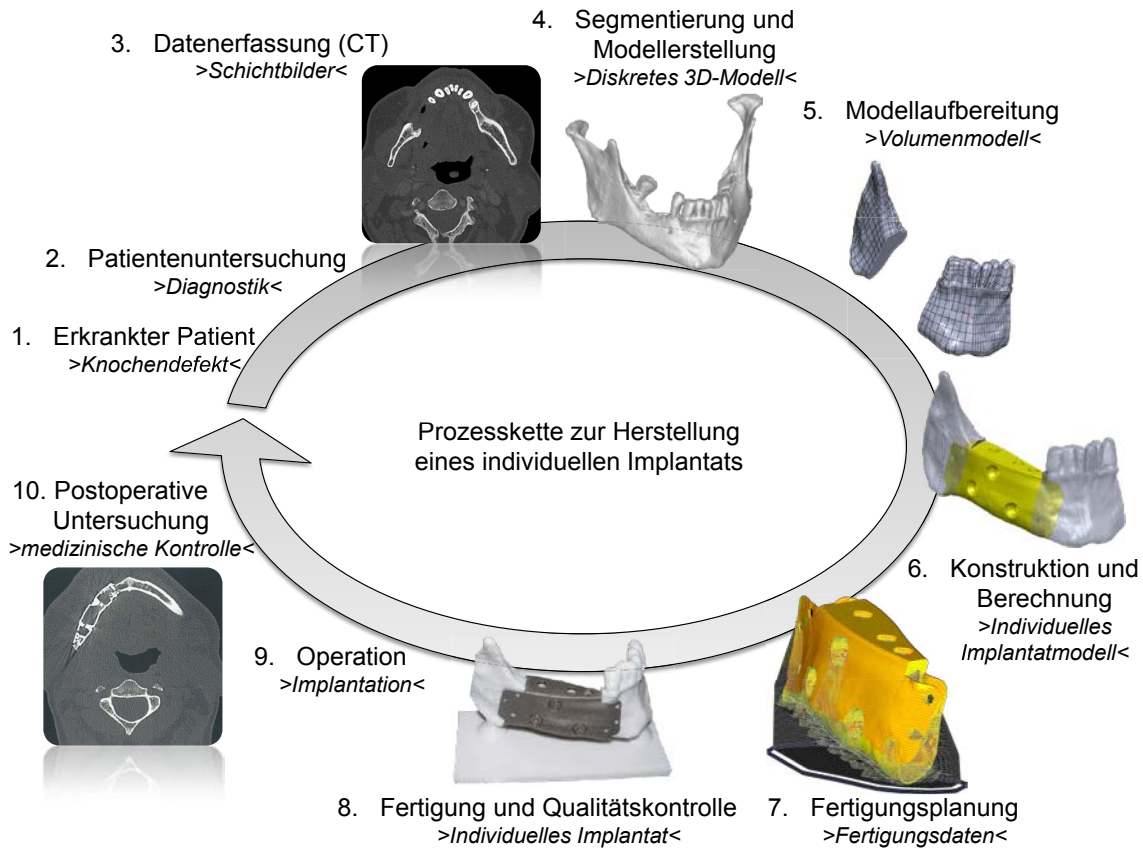 1. Erkrankter Patient
>Knochendefekt<
2. Patientenuntersuchung
>Diagnostik<
3. Datenerfassung (CT)
>Schichtbilder<
4. Segmentierung und
Modellerstellung
>Diskretes 3D-Modell<
5. Modellaufbereitung
>Volumenmodell<
6. Konstruktion und
Berechnung
>Individuelles
Implantatmodell<
7. Fertigungsplanung
>Fertigungsdaten<
8. Fertigung und Qualitätskontrolle
>Individuelles Implantat<
9. Operation
>Implantation<
10. Postoperative
Untersuchung
>medizinische Kontrolle<
Prozesskette zur Herstellung
eines individuellen Implantats